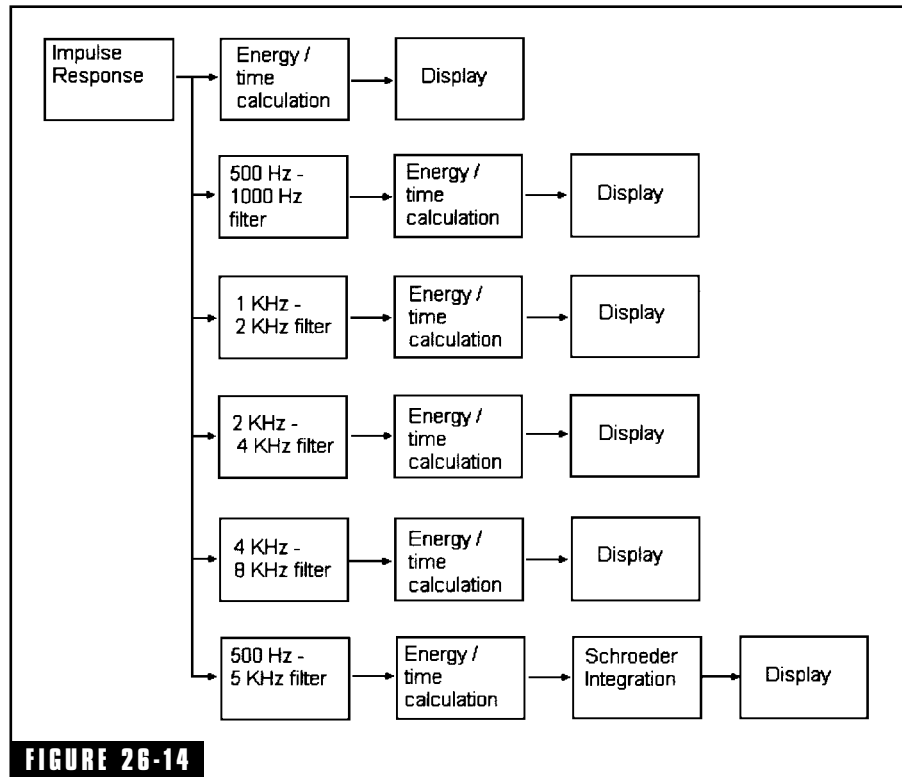 Impulse
Response
Energy /
time
calculation
Display
500 Hz -
1000 Hz
filter
Energy /
time
calculation
Display
1 KHz -
2 KHz filter
Energy /
time
calculation
Display
2 KHz -
4 KHz filter
Energy /
time
calculation
Display
4 KHz -
8 KHz filter
Energy /
time
calculation
Display
500 Hz -
5 KHz filter
Energy /
time
calculation
Schroeder
Integration
Display
FIGURE 26-14